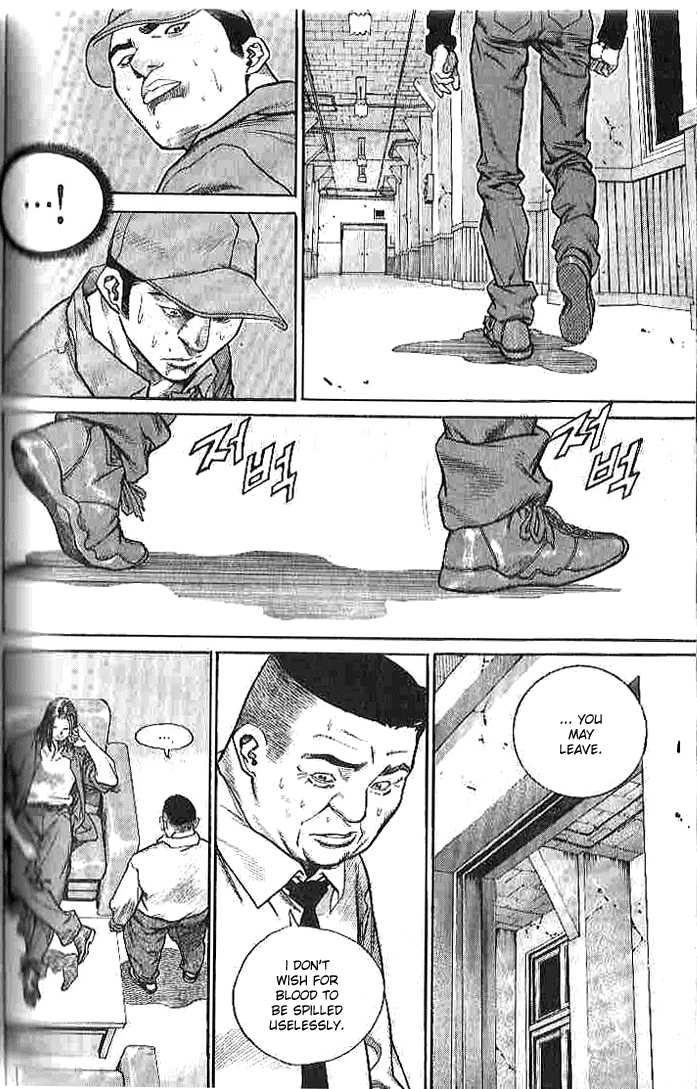 ...!
저벅
저벅
...
I DON'T
WISH FOR
BLOOD TO
BE SPILLED
USELESSLY.
... YOU
MAY
LEAVE.